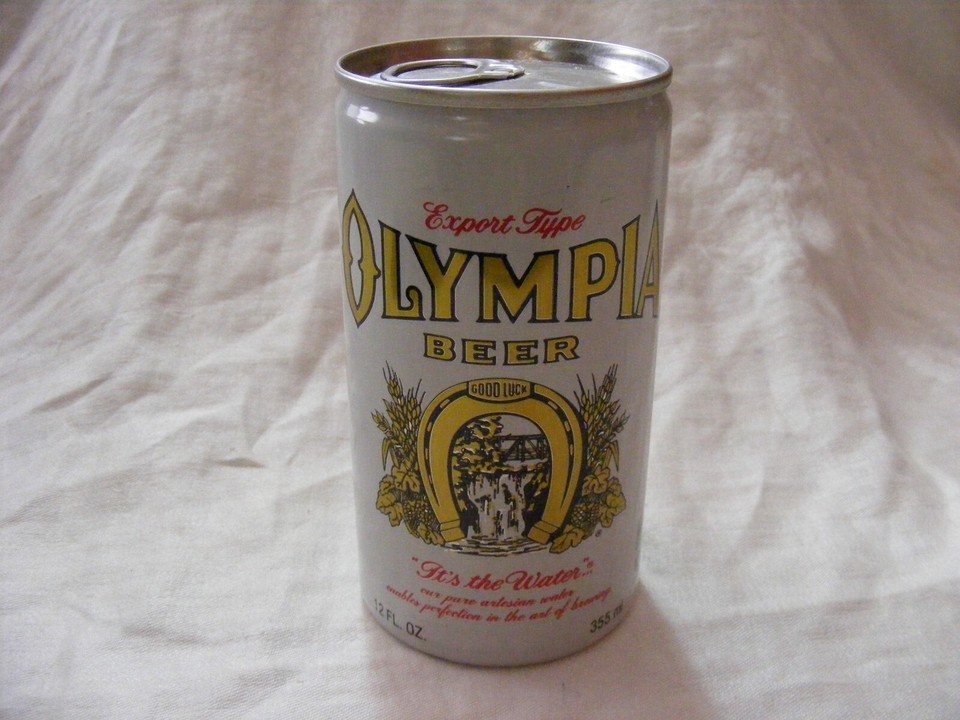 Export Type
OLYMPIA
BEER
GOOD LUCK
"It's the Water"®
our pure artesian water
enables perfection in the art of brewing
12 FL. OZ.
355 ml